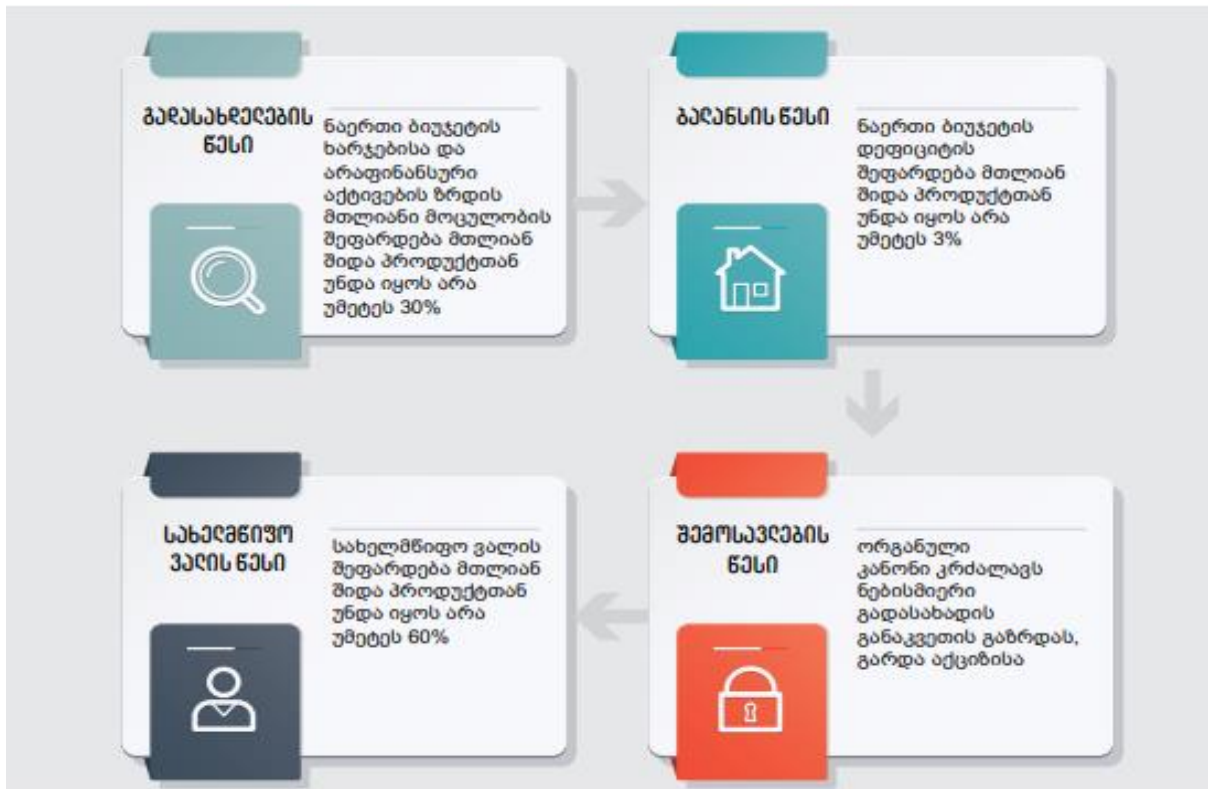 გადასახდელების
წესი
ნაერთი ბიუჯეტის
ხარჯებისა და
არაფინანსური
აქტივების ზრდის
მთლიანი მოცულობის
შეფარდება მთლიან
შიდა პროდუქტთან
უნდა იყოს არა
უმეტეს 30%
ბალანსის წესი
ნაერთი ბიუჯეტის
დეფიციტის
შეფარდება მთლიან
შიდა პროდუქტთან
უნდა იყოს არა
უმეტეს 3%
სახელმწიფო
ვალის წესი
სახელმწიფო ვალის
შეფარდება მთლიან
შიდა პროდუქტთან
უნდა იყოს არა
უმეტეს 60%
შემოსავლების
წესი
ორგანული
კანონი კრძალავს
ნებისმიერი
გადასახადის
განაკვეთის გაზრდას,
გარდა აქციზისა